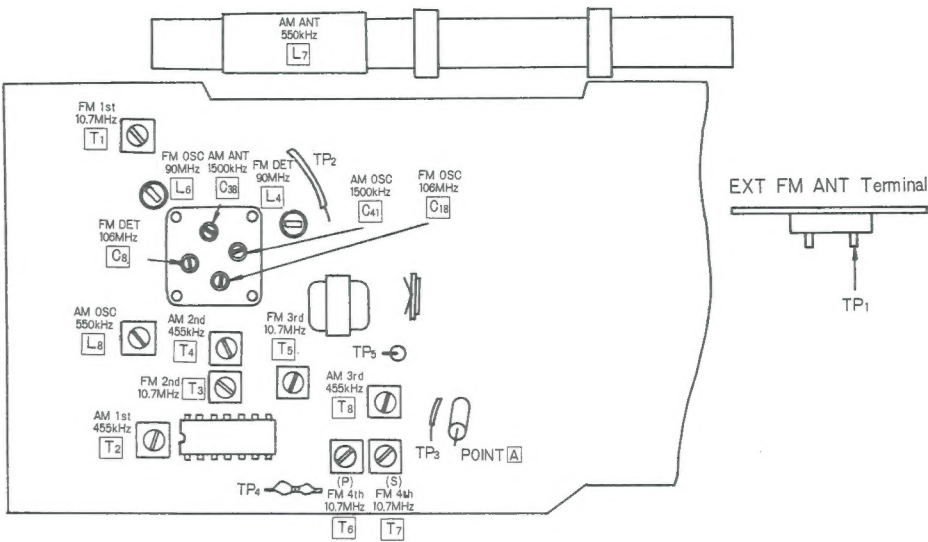 AM ANT
550kHz
L7
FM 1st
10.7MHz
T1
FM OSC
90MHz
L6
AM ANT
1500kHz
C38
FM DET
90MHz
L4
TP2
AM OSC
1500kHz
C41
FM OSC
106MHz
C18
EXT FM ANT Terminal
TP1
FM DET
106MHz
C8
AM OSC
550kHz
L8
AM 2nd
455kHz
T4
FM 3rd
10.7MHz
T5
TP5
FM 2nd
10.7MHz
T3
AM 3rd
455kHz
T8
AM 1st
455kHz
T2
TP3
POINT A
TP4
(P)
FM 4th
10.7MHz
T6
(S)
FM 4th
10.7MHz
T7